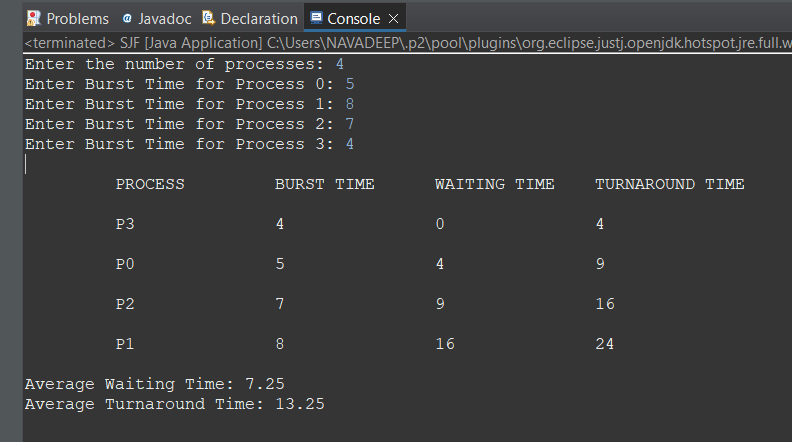 Problems @ Javadoc Declaration Console
<terminated> SJF [Java Application] C:\Users\NAVADEEP\.p2\pool\plugins\org.eclipse.justj.openjdk.hotspot.jre.full.w
Enter the number of processes: 4
Enter Burst Time for Process 0: 5
Enter Burst Time for Process 1: 8
Enter Burst Time for Process 2: 7
Enter Burst Time for Process 3: 4
PROCESS BURST TIME WAITING TIME TURNAROUND TIME
P3 4 0 4
P0 5 4 9
P2 7 9 16
P1 8 16 24
Average Waiting Time: 7.25
Average Turnaround Time: 13.25